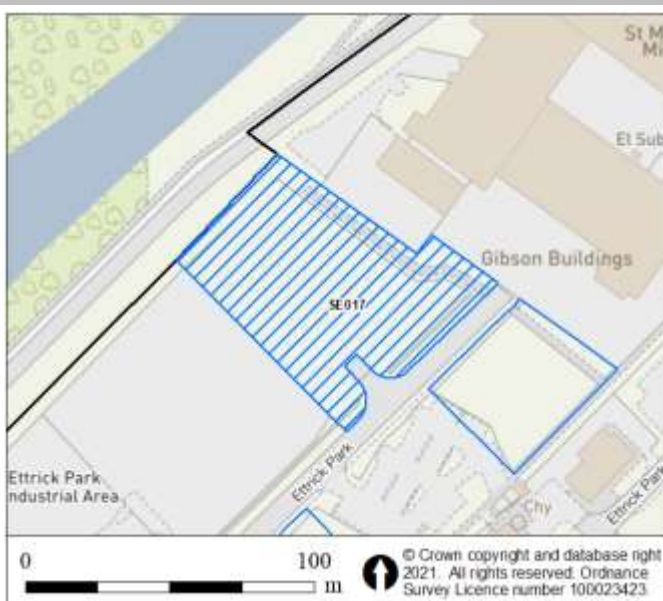 St M
Mi
El Sub
Gibson Buildings
SE017
Ettrick Park
Ettrick Park
ndustrial Area
Chy
Ettrick Park
0 100
m
© Crown copyright and database right
2021. All rights reserved. Ordnance
Survey Licence number 100023423